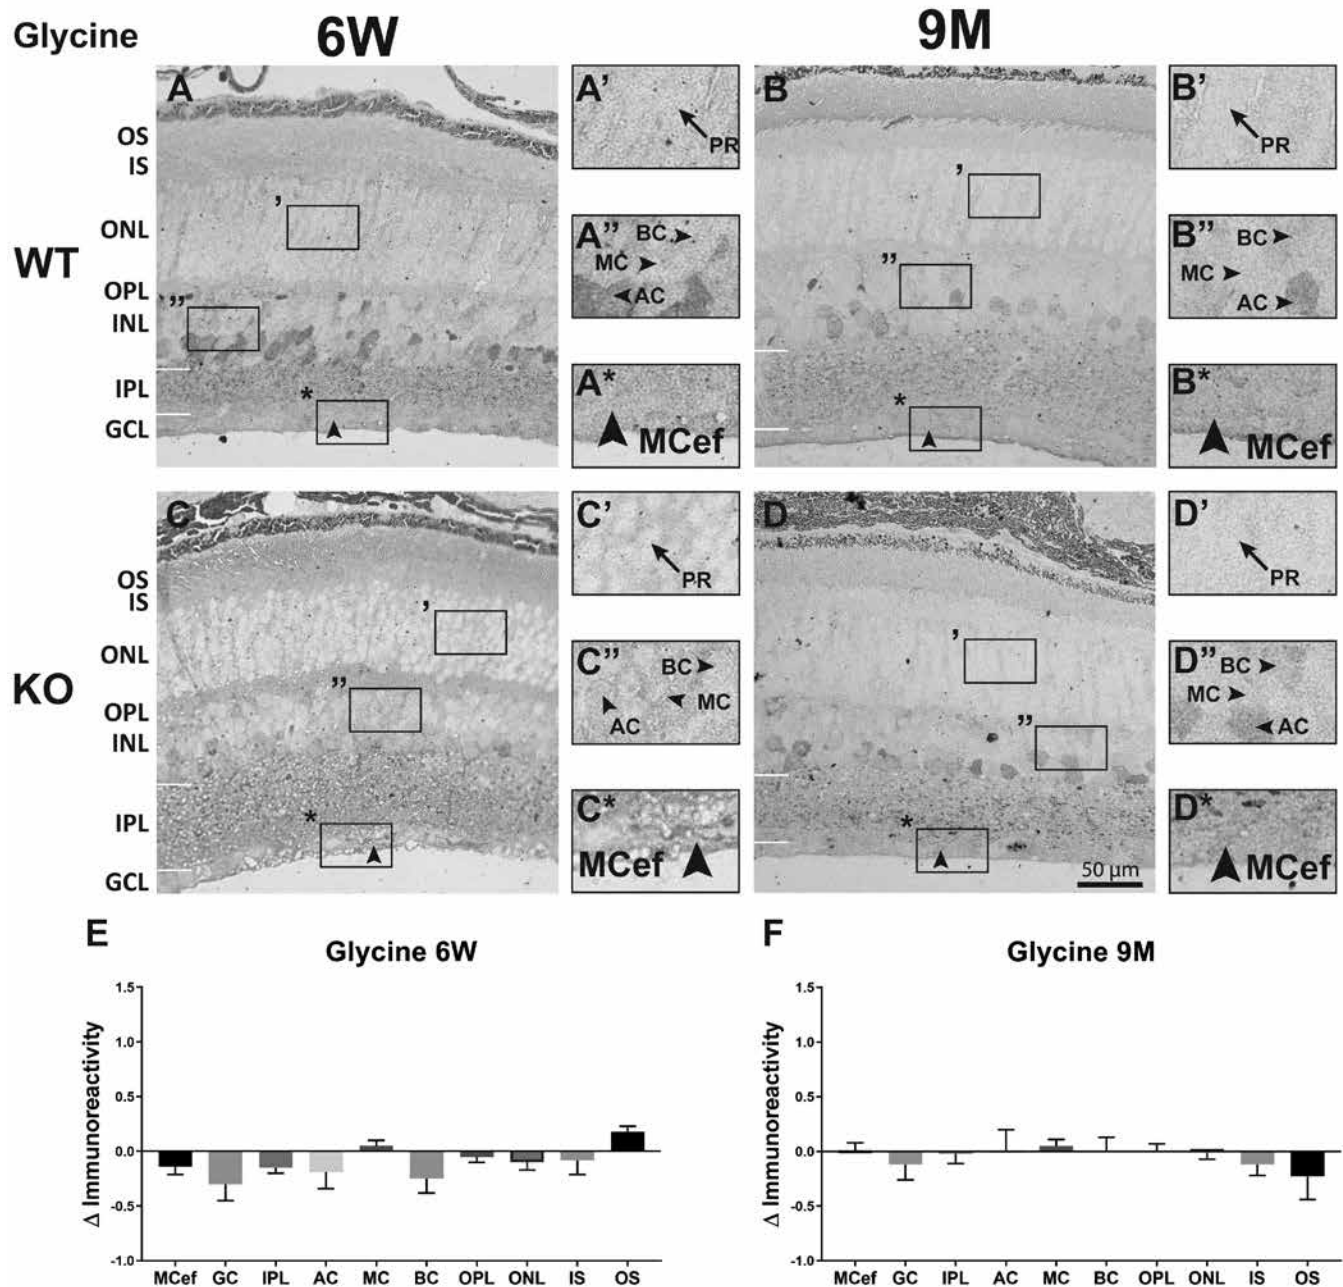 Glycine 6W 9M
WT
OS
IS
ONL
OPL
INL
IPL
GCL
A
’
”
*
A’
PR
A”
BC
MC
AC
A*
MCef
B
’
”
*
B’
PR
B”
BC
MC
AC
B*
MCef
KO
OS
IS
ONL
OPL
INL
IPL
GCL
C
’
”
*
C’
PR
C”
BC
MC
AC
C*
MCef
D
’
”
*
50 µm
D’
PR
D”
BC
MC
AC
D*
MCef
E
Glycine 6W
Δ Immunoreactivity
1.5
1.0
0.5
0.0
-0.5
-1.0
MCef GC IPL AC MC BC OPL ONL IS OS
F
Glycine 9M
Δ Immunoreactivity
1.5
1.0
0.5
0.0
-0.5
-1.0
MCef GC IPL AC MC BC OPL ONL IS OS